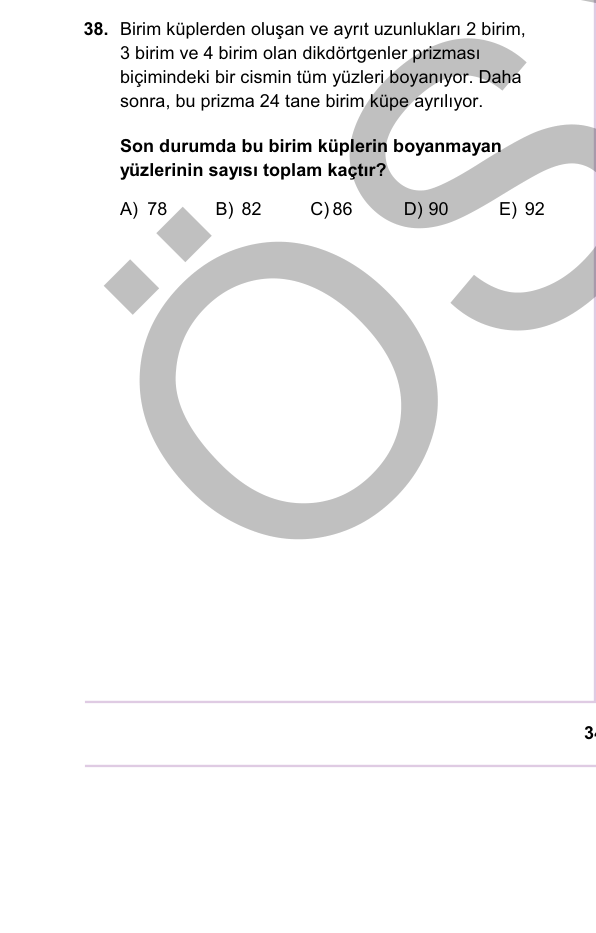 38. Birim küplerden oluşan ve ayrıt uzunlukları 2 birim,
3 birim ve 4 birim olan dikdörtgenler prizması
biçimindeki bir cismin tüm yüzleri boyanıyor. Daha
sonra, bu prizma 24 tane birim küpe ayrılıyor.
Son durumda bu birim küplerin boyanmayan
yüzlerinin sayısı toplam kaçtır?
A) 78 B) 82 C) 86 D) 90 E) 92
ÖS